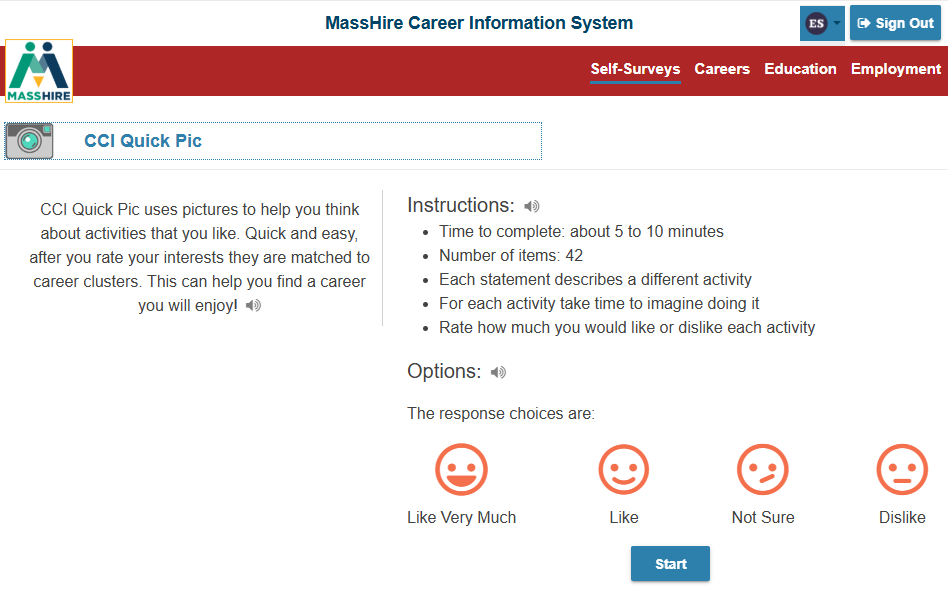 MassHire Career Information System
ES
Sign Out
MASSHIRE
Self-Surveys Careers Education Employment
CCI Quick Pic
CCI Quick Pic uses pictures to help you think
about activities that you like. Quick and easy,
after you rate your interests they are matched to
career clusters. This can help you find a career
you will enjoy!
Instructions:
• Time to complete: about 5 to 10 minutes
• Number of items: 42
• Each statement describes a different activity
• For each activity take time to imagine doing it
• Rate how much you would like or dislike each activity
Options:
The response choices are:
Like Very Much Like Not Sure Dislike
Start